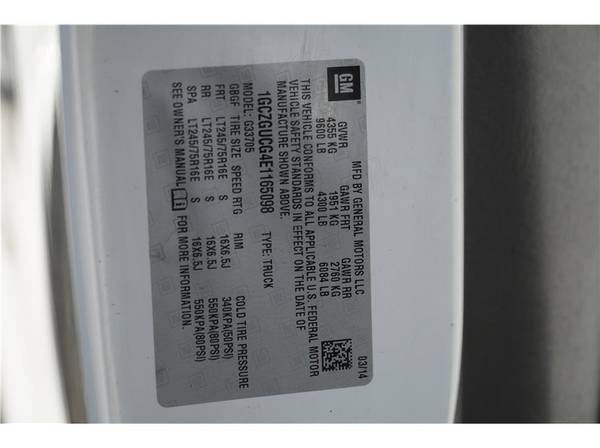 GM
MFD BY GENERAL MOTORS LLC 03/14
GVWR GAWR FRT GAWR RR
4355 KG 1951 KG 2760 KG
9600 LB 4300 LB 6084 LB
THIS VEHICLE CONFORMS TO ALL APPLICABLE U.S. FEDERAL MOTOR
VEHICLE SAFETY STANDARDS IN EFFECT ON THE DATE OF
MANUFACTURE SHOWN ABOVE.
1GCZGUCG4E1165098 TYPE: TRUCK
MODEL: G33705
GBGF TIRE SIZE SPEED RTG RIM COLD TIRE PRESSURE
FRT LT245/75R16E S 16X6.5J 340KPA(50PSI)
RR LT245/75R16E S 16X6.5J 550KPA(80PSI)
SPA LT245/75R16E S 16X6.5J 550KPA(80PSI)
SEE OWNER'S MANUAL FOR MORE INFORMATION.